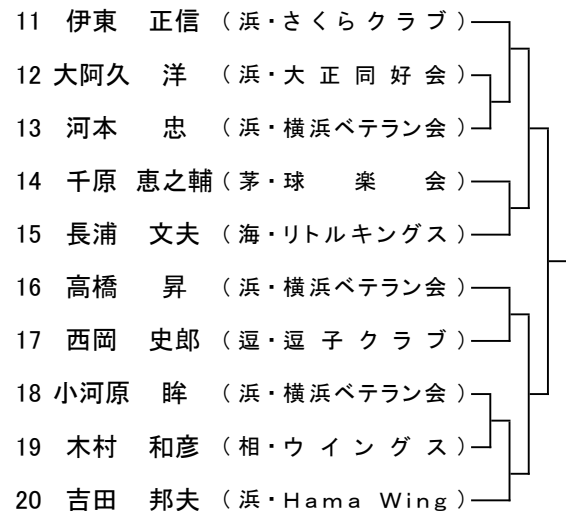 11 伊東 正信 (浜・さくらクラブ)
12 大阿久 洋 (浜・大正同好会)
13 河本 忠 (浜・横浜ベテラン会)
14 千原 恵之輔 (茅・球楽会)
15 長浦 文夫 (海・リトルキングス)
16 高橋 昇 (浜・横浜ベテラン会)
17 西岡 史郎 (逗・逗子クラブ)
18 小河原 眸 (浜・横浜ベテラン会)
19 木村 和彦 (相・ウイングス)
20 吉田 邦夫 (浜・Hama Wing)